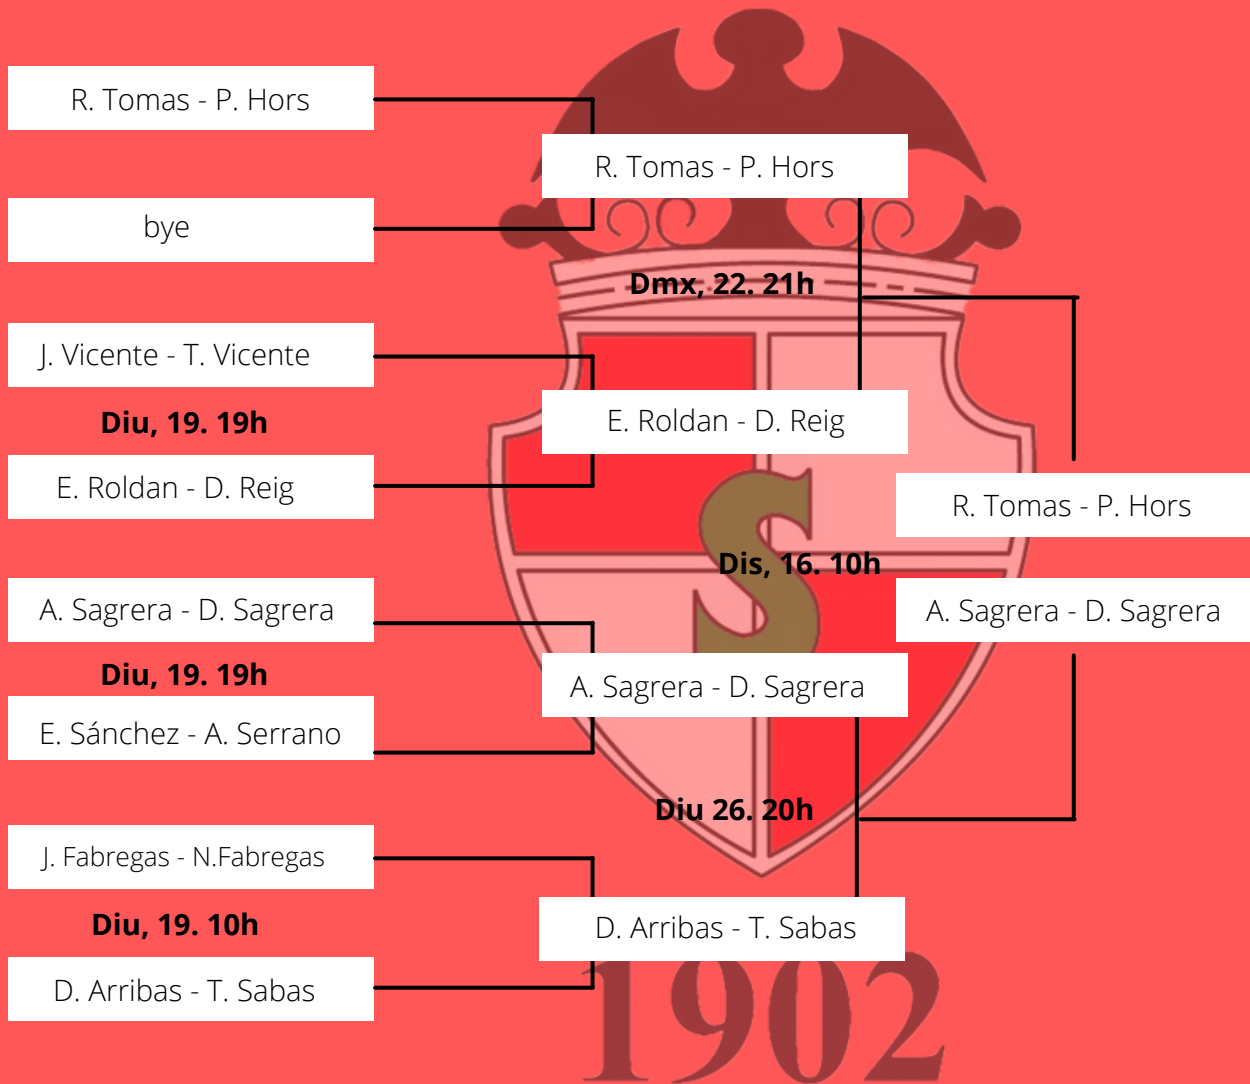 R. Tomas - P. Hors
bye
J. Vicente - T. Vicente
Diu, 19. 19h
E. Roldan - D. Reig
A. Sagrera - D. Sagrera
Diu, 19. 19h
E. Sánchez - A. Serrano
J. Fabregas - N.Fabregas
Diu, 19. 10h
D. Arribas - T. Sabas
R. Tomas - P. Hors
Dmx, 22. 21h
E. Roldan - D. Reig
Dis, 16. 10h
A. Sagrera - D. Sagrera
Diu 26. 20h
D. Arribas - T. Sabas
R. Tomas - P. Hors
A. Sagrera - D. Sagrera
S
1902